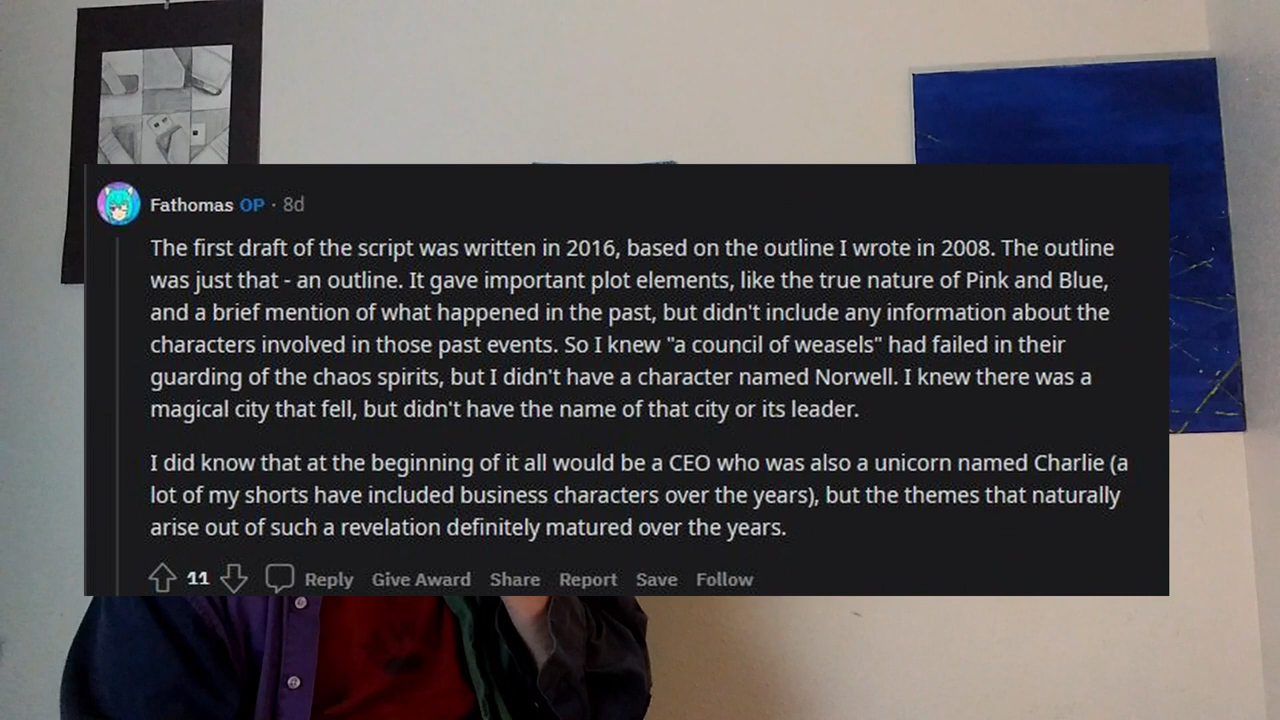 Fathomas OP · 8d
The first draft of the script was written in 2016, based on the outline I wrote in 2008. The outline
was just that - an outline. It gave important plot elements, like the true nature of Pink and Blue,
and a brief mention of what happened in the past, but didn't include any information about the
characters involved in those past events. So I knew "a council of weasels" had failed in their
guarding of the chaos spirits, but I didn't have a character named Norwell. I knew there was a
magical city that fell, but didn't have the name of that city or its leader.
I did know that at the beginning of it all would be a CEO who was also a unicorn named Charlie (a
lot of my shorts have included business characters over the years), but the themes that naturally
arise out of such a revelation definitely matured over the years.
11 Reply Give Award Share Report Save Follow